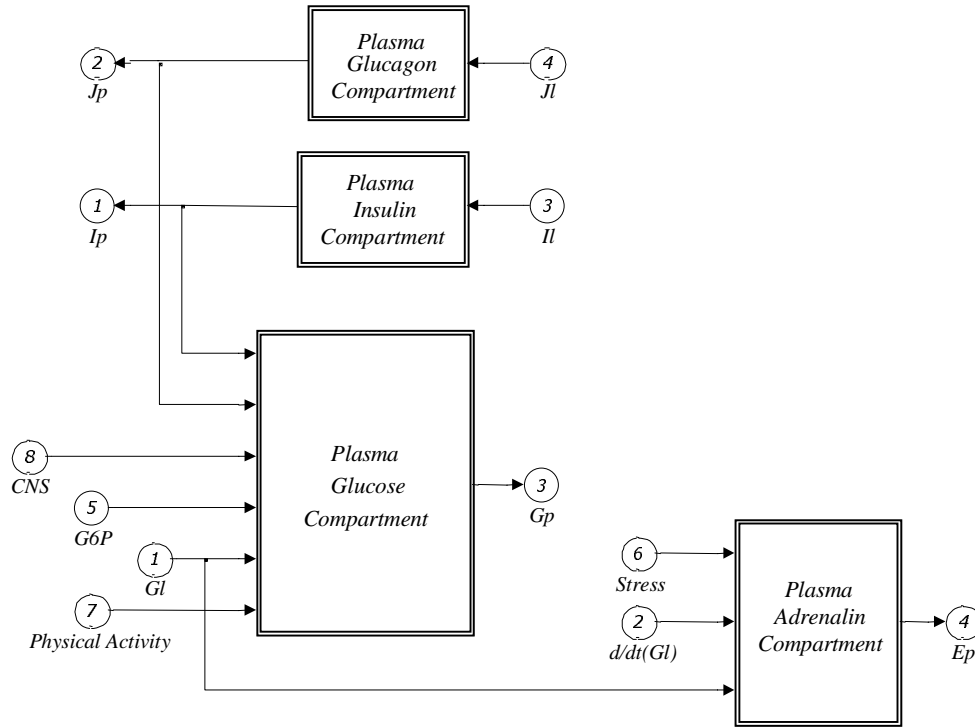 2
Jp
Plasma
Glucagon
Compartment
4
Jl
1
Ip
Plasma
Insulin
Compartment
3
Il
8
CNS
5
G6P
1
Gl
7
Physical Activity
Plasma
Glucose
Compartment
3
Gp
6
Stress
2
d/dt(Gl)
Plasma
Adrenalin
Compartment
4
Ep